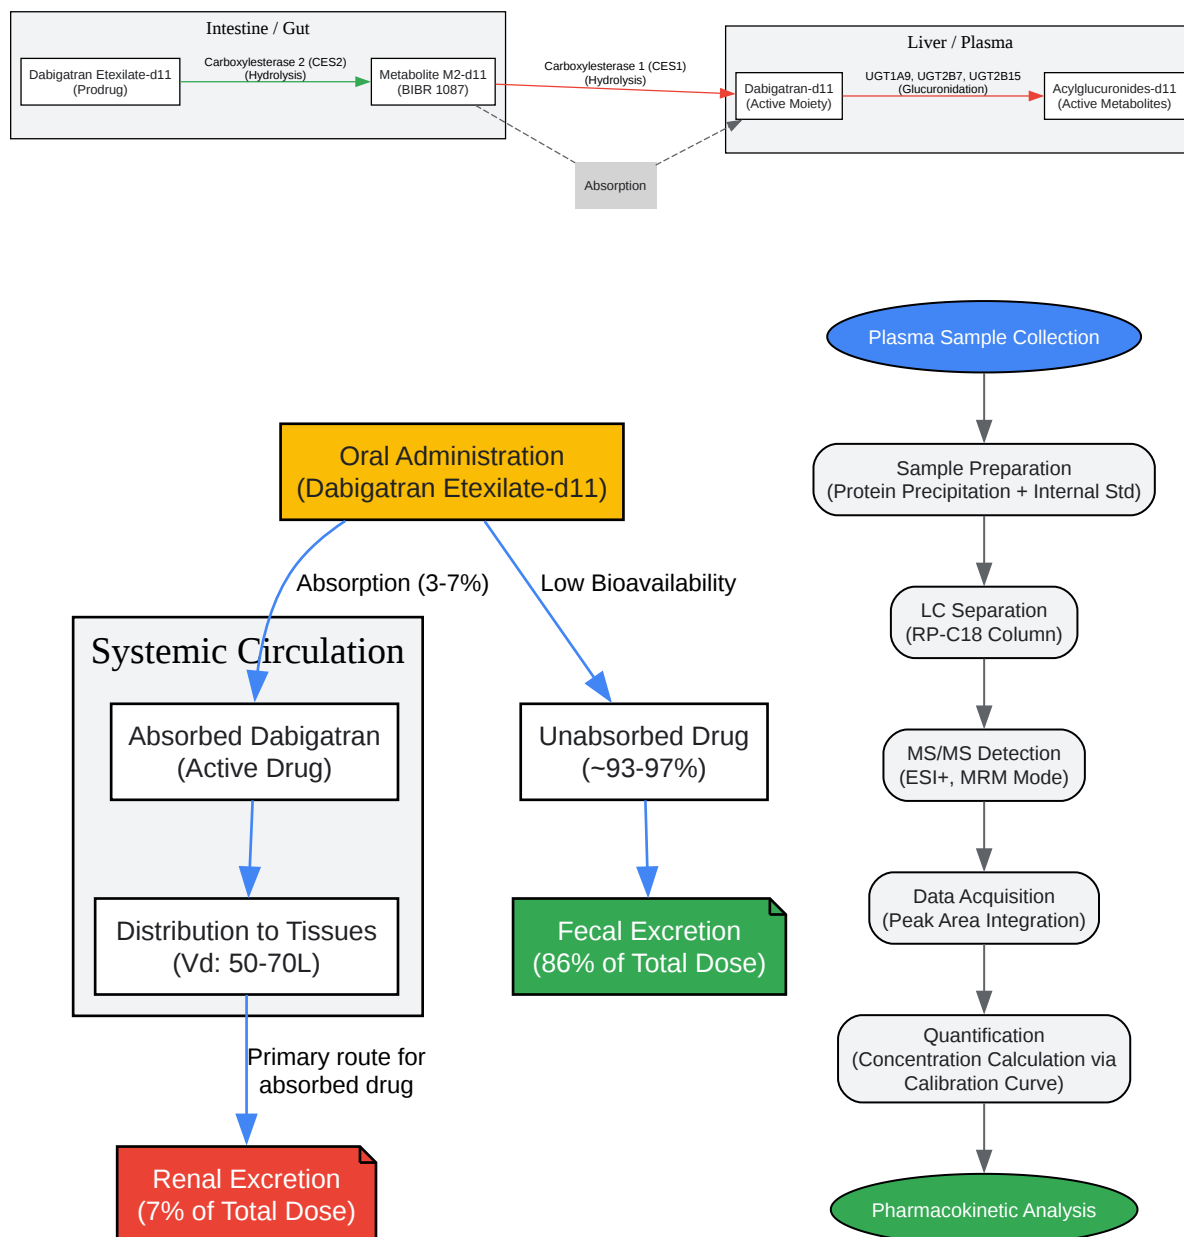 Intestine / Gut
Dabigatran Etexilate-d11
(Prodrug)
Carboxylesterase 2 (CES2)
(Hydrolysis)
Metabolite M2-d11
(BIBR 1087)
Carboxylesterase 1 (CES1)
(Hydrolysis)
Liver / Plasma
Dabigatran-d11
(Active Moiety)
UGT1A9, UGT2B7, UGT2B15
(Glucuronidation)
Acylglucuronides-d11
(Active Metabolites)
Absorption
Oral Administration
(Dabigatran Etexilate-d11)
Absorption (3-7%)
Low Bioavailability
Systemic Circulation
Absorbed Dabigatran
(Active Drug)
Unabsorbed Drug
(~93-97%)
Distribution to Tissues
(Vd: 50-70L)
Fecal Excretion
(86% of Total Dose)
Primary route for
absorbed drug
Renal Excretion
(7% of Total Dose)
Plasma Sample Collection
Sample Preparation
(Protein Precipitation + Internal Std)
LC Separation
(RP-C18 Column)
MS/MS Detection
(ESI+, MRM Mode)
Data Acquisition
(Peak Area Integration)
Quantification
(Concentration Calculation via
Calibration Curve)
Pharmacokinetic Analysis